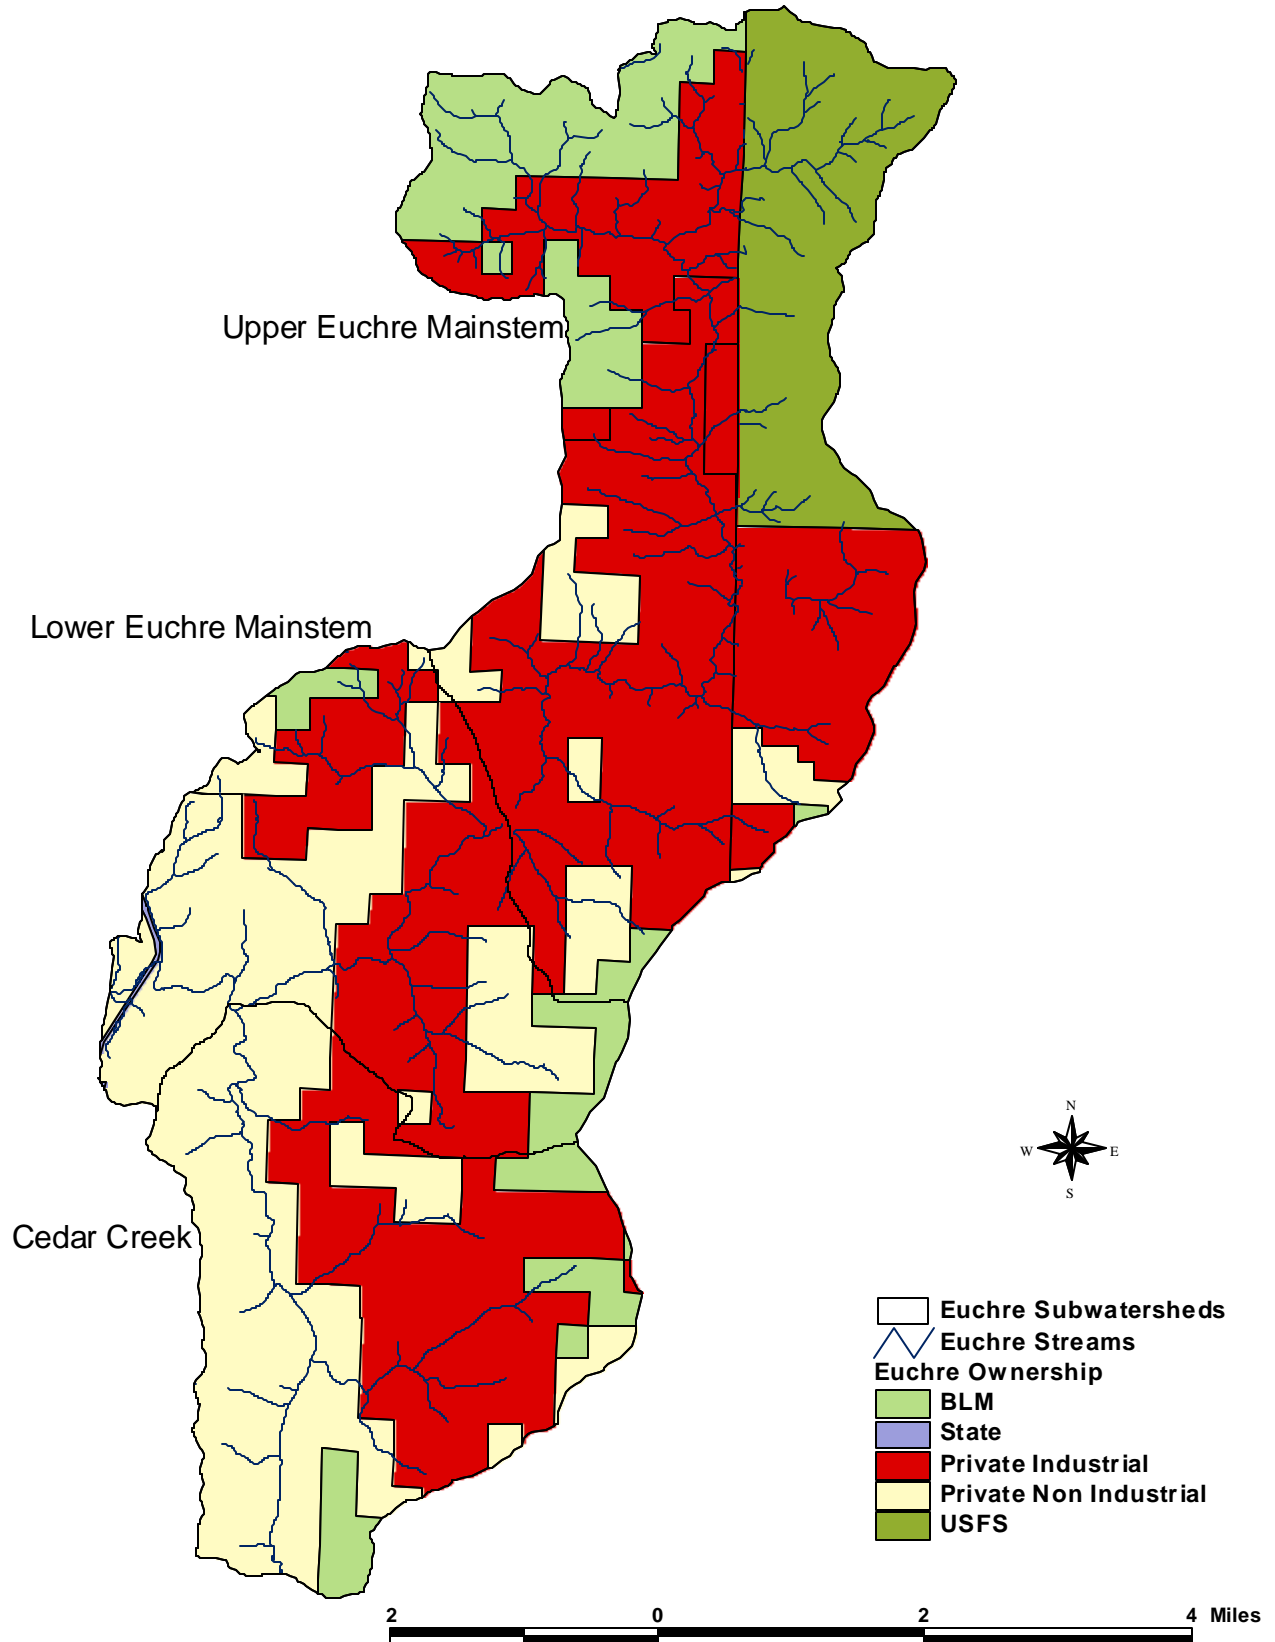 Upper Euchre Mainstem
Lower Euchre Mainstem
N
W E
S
Cedar Creek
Euchre Subwatersheds
Euchre Streams
Euchre Ownership
BLM
State
Private Industrial
Private Non Industrial
USFS
2 0 2 4 Miles